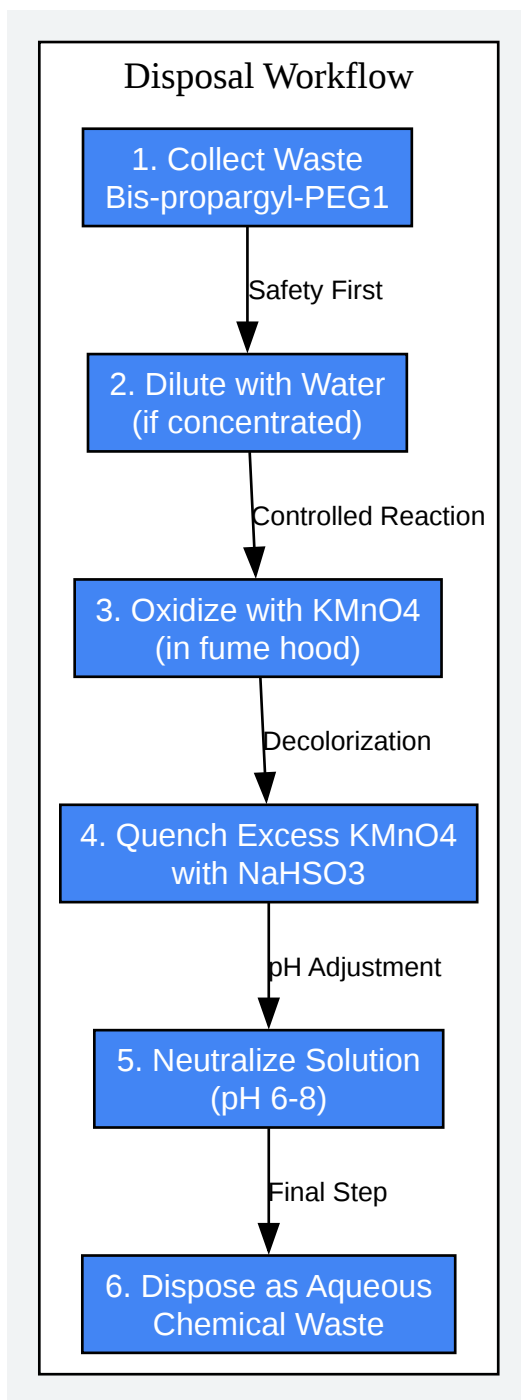 Disposal Workflow
1. Collect Waste
Bis-propargyl-PEG1
Safety First
2. Dilute with Water
(if concentrated)
Controlled Reaction
3. Oxidize with KMnO4
(in fume hood)
Decolorization
4. Quench Excess KMnO4
with NaHSO3
pH Adjustment
5. Neutralize Solution
(pH 6-8)
Final Step
6. Dispose as Aqueous
Chemical Waste